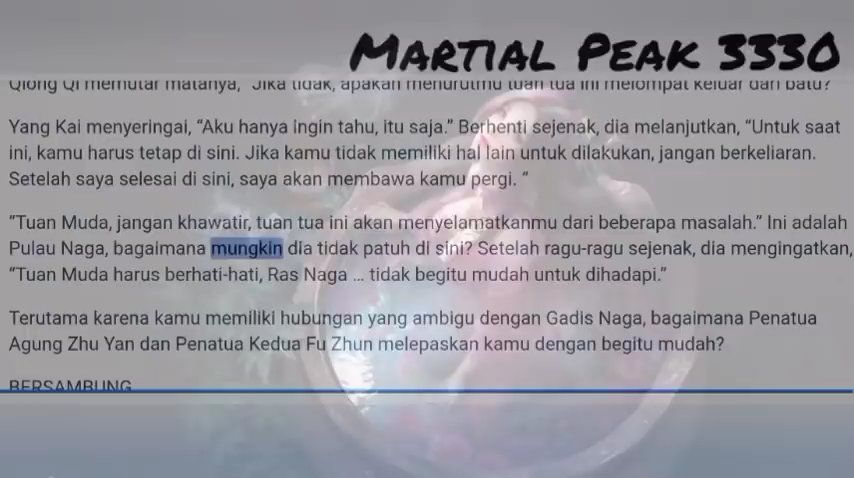 MARTIAL PEAK 3330
Qiong Qi memutar matanya, “Jika tidak, apakah menurutmu tuan tua ini melompat keluar dari batu?”
Yang Kai menyeringai, “Aku hanya ingin tahu, itu saja.” Berhenti sejenak, dia melanjutkan, “Untuk saat
ini, kamu harus tetap di sini. Jika kamu tidak memiliki hal lain untuk dilakukan, jangan berkeliaran.
Setelah saya selesai di sini, saya akan membawa kamu pergi. ”
“Tuan Muda, jangan khawatir, tuan tua ini akan menyelamatkanmu dari beberapa masalah.” Ini adalah
Pulau Naga, bagaimana mungkin dia tidak patuh di sini? Setelah ragu-ragu sejenak, dia mengingatkan,
“Tuan Muda harus berhati-hati, Ras Naga ... tidak begitu mudah untuk dihadapi.”
Terutama karena kamu memiliki hubungan yang ambigu dengan Gadis Naga, bagaimana Penatua
Agung Zhu Yan dan Penatua Kedua Fu Zhun melepaskan kamu dengan begitu mudah?
BERSAMBUNG